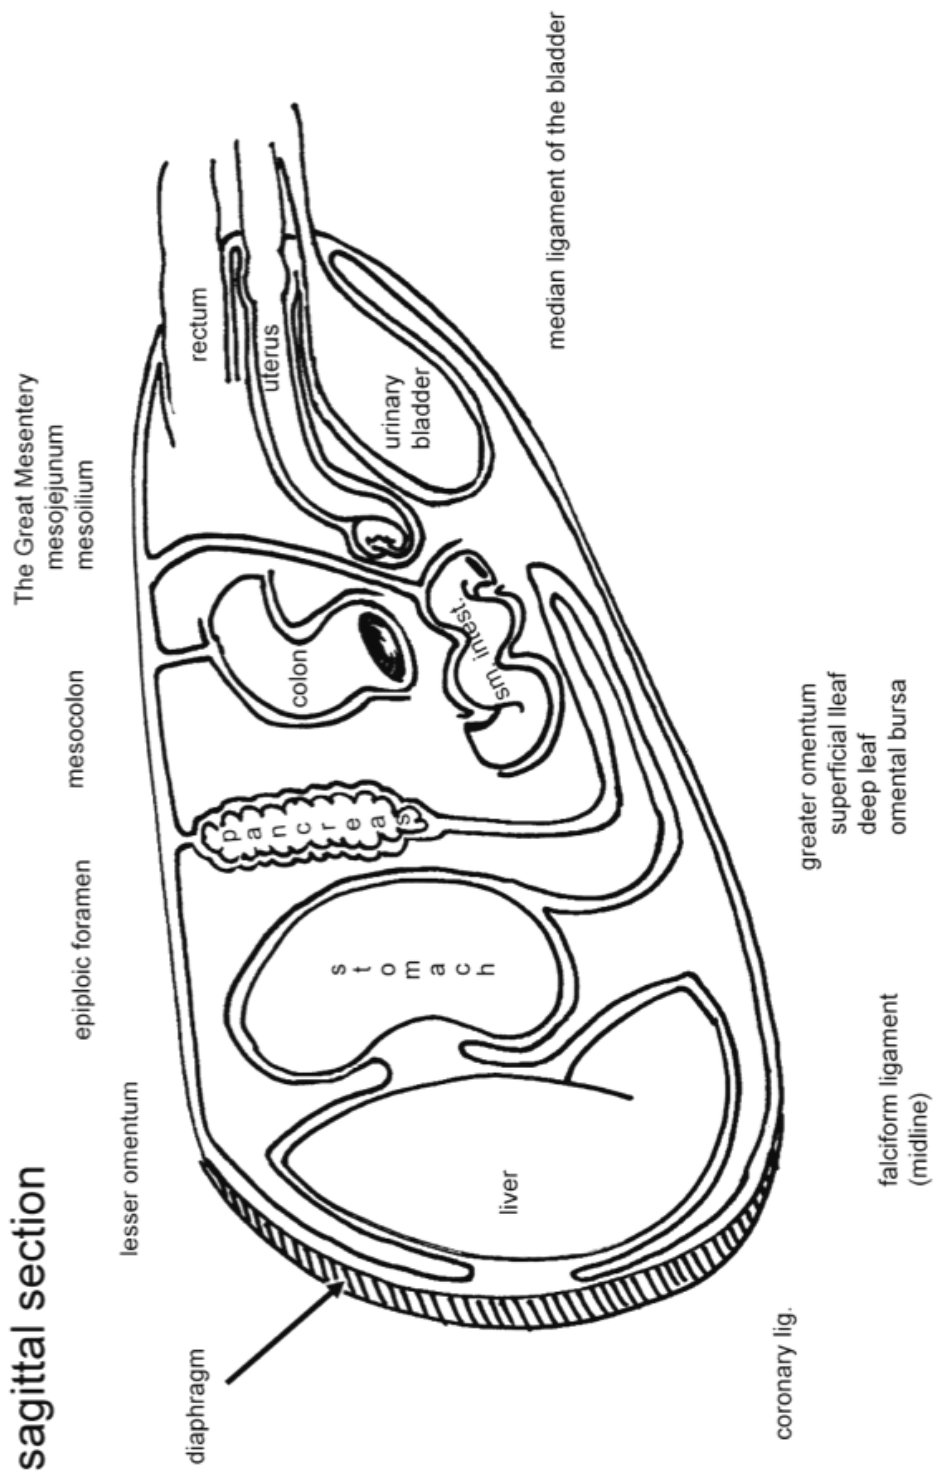 sagittal section
The Great Mesentery
mesojejunum
mesoilium
mesocolon
epiploic foramen
lesser omentum
diaphragm
rectum
uterus
urinary
bladder
colon
sm. intest.
pancreas
stomach
liver
median ligament of the bladder
greater omentum
superficial lleaf
deep leaf
omental bursa
falciform ligament
(midline)
coronary lig.